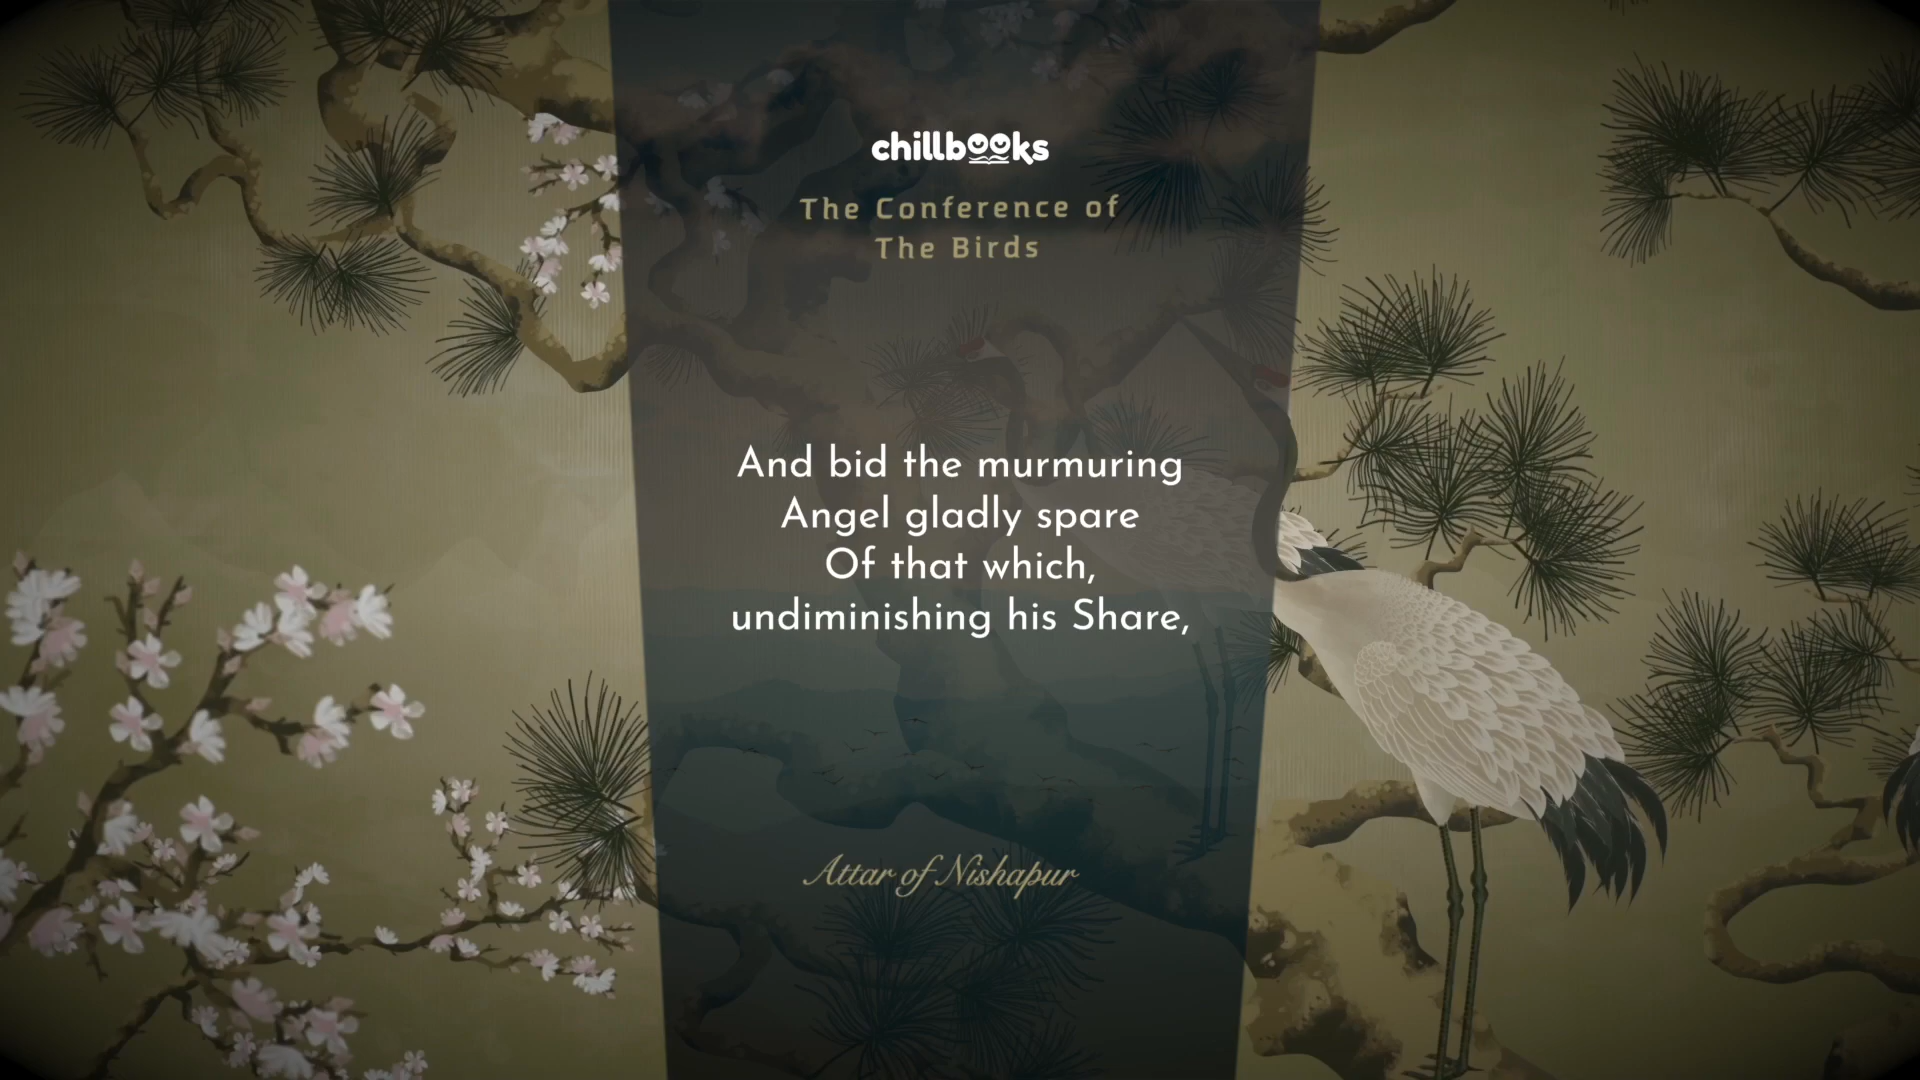 chillbooks
The Conference of
The Birds
And bid the murmuring
Angel gladly spare
Of that which,
undiminishing his Share,
Attar of Nishapur